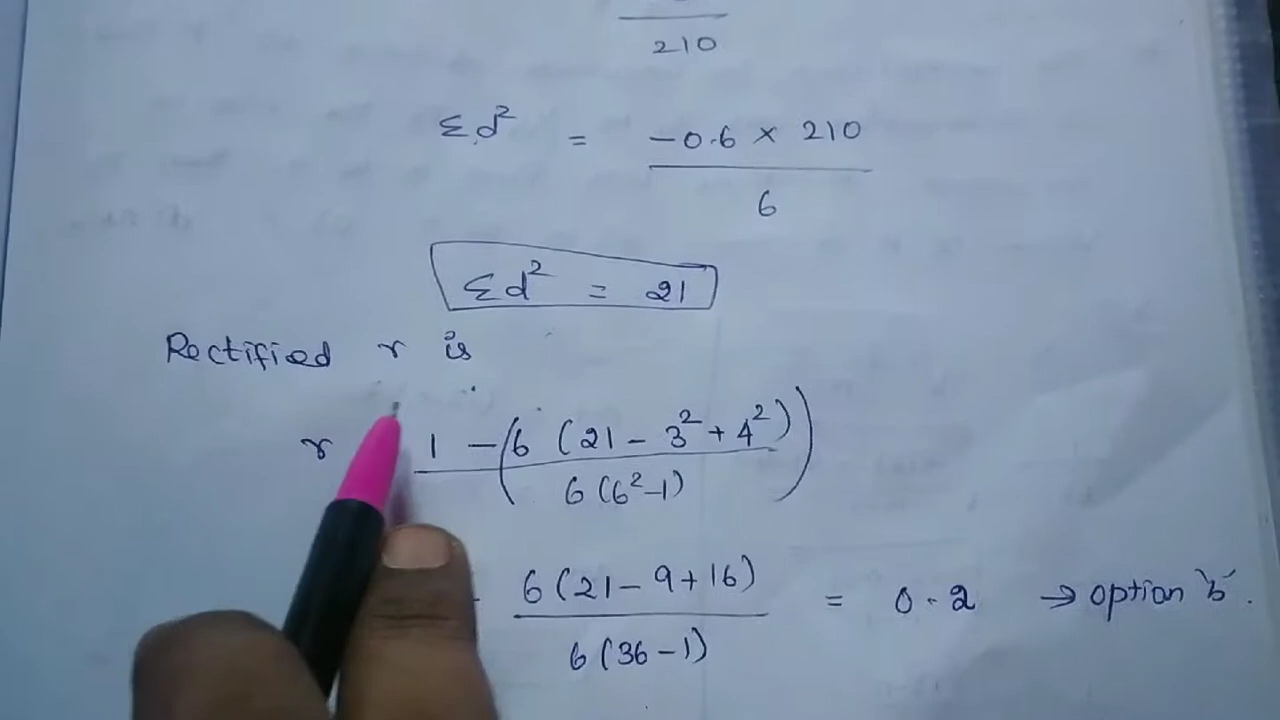 210
Σd² = -0.6 × 210 / 6
Σd² = 21
Rectified r is
r 1 - (6 (21 - 3² + 4²) / 6 (6² - 1))
6 (21 - 9 + 16) / 6 (36 - 1) = 0.2 → option 'b'.